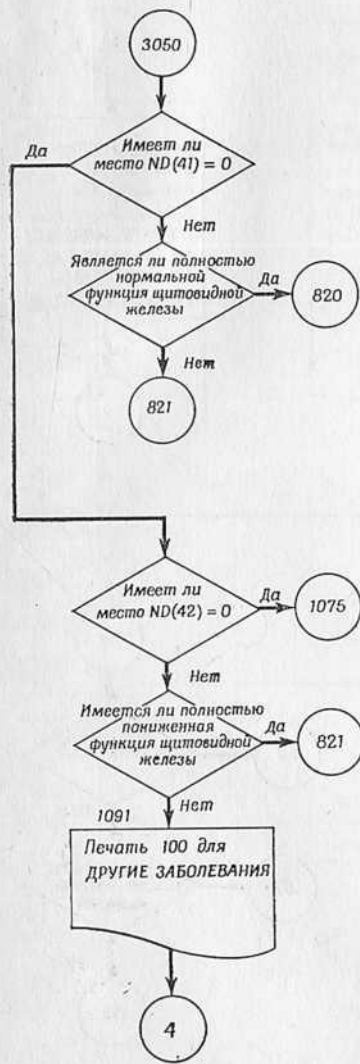 3050
Да
Имеет ли
место ND(41) = 0
Нет
Является ли полностью
нормальной
функция щитовидной
железы
Да
820
Нет
821
Имеет ли
место ND(42) = 0
Да
1075
Нет
Имеется ли полностью
пониженная
функция щитовидной
железы
Да
821
Нет
1091
Печать 100 для
ДРУГИЕ ЗАБОЛЕВАНИЯ
4